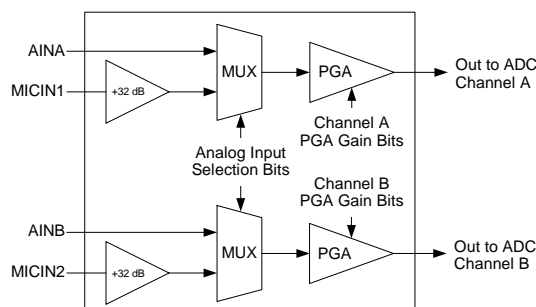 AINA
MICIN1
+32 dB
MUX
PGA
Out to ADC
Channel A
Channel A
PGA Gain Bits
Analog Input
Selection Bits
Channel B
PGA Gain Bits
AINB
MICIN2
+32 dB
MUX
PGA
Out to ADC
Channel B